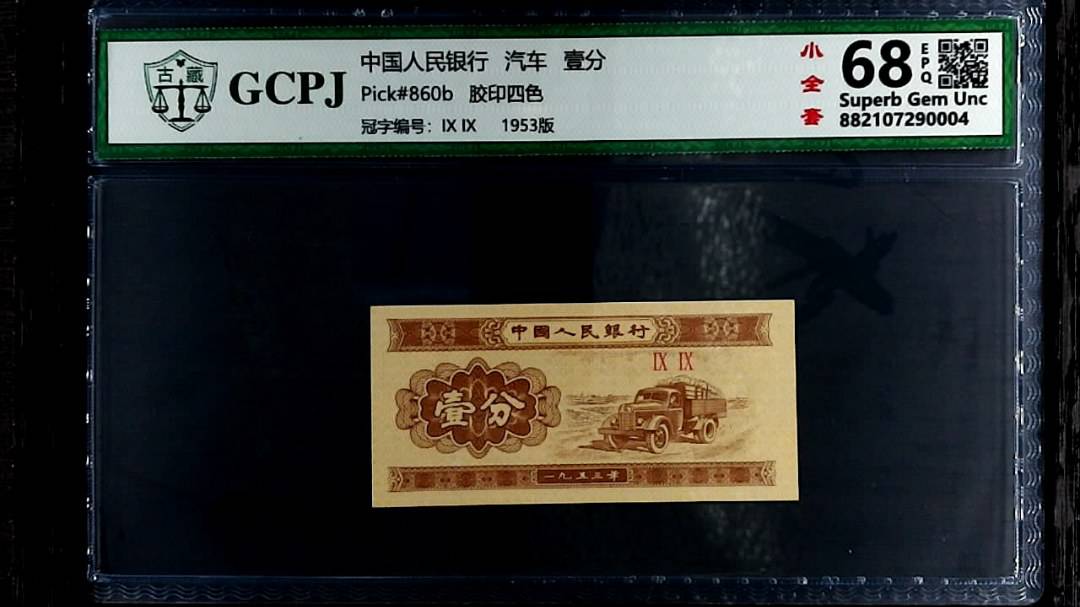 古藏
GCPJ
中国人民银行 汽车 壹分
Pick#860b 胶印四色
冠字编号：IX IX 1953版
小全套
68 EPQ
Superb Gem Unc
882107290004
中國人民銀行
IX IX
壹分
一九五三年